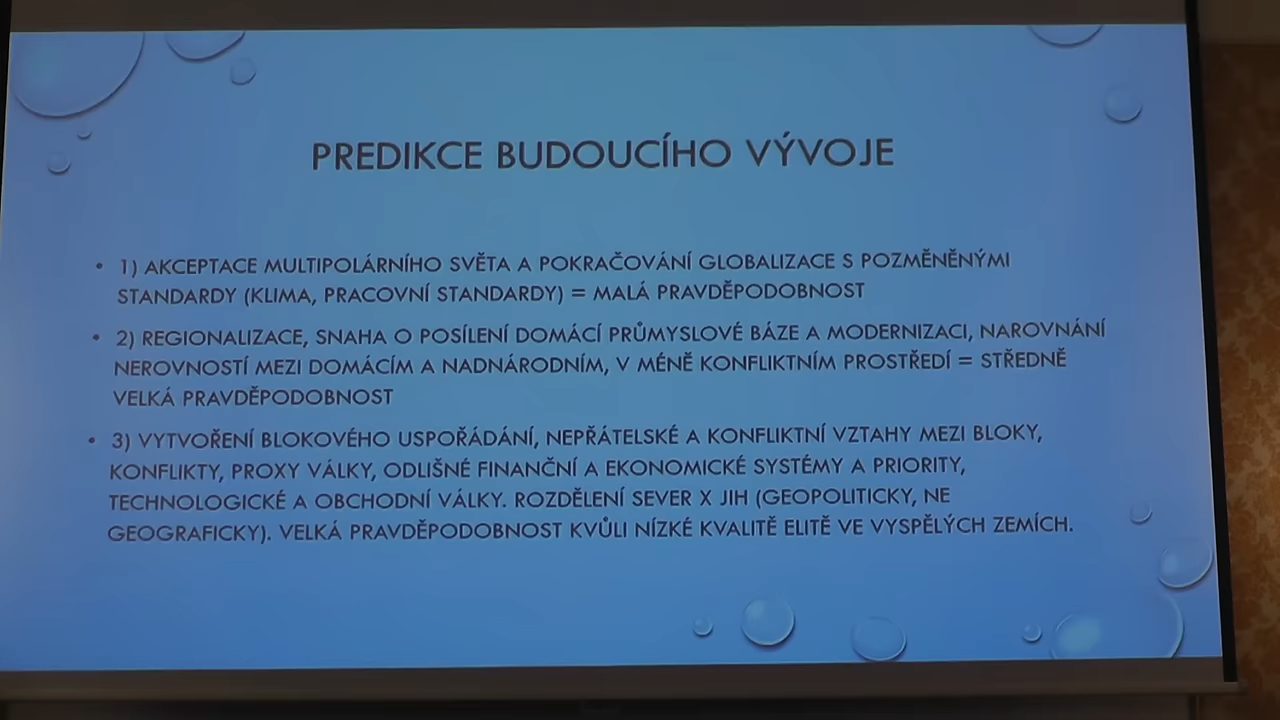 PREDIKCE BUDOUCÍHO VÝVOJE
• 1) AKCEPTACE MULTIPOLÁRNÍHO SVĚTA A POKRAČOVÁNÍ GLOBALIZACE S POZMĚNĚNÝMI
STANDARDY (KLIMA, PRACOVNÍ STANDARDY) = MALÁ PRAVDĚPODOBNOST
• 2) REGIONALIZACE, SNAHA O POSÍLENÍ DOMÁCÍ PRŮMYSLOVÉ BÁZE A MODERNIZACI, NAROVNÁNÍ
NEROVNOSTÍ MEZI DOMÁCÍM A NADNÁRODNÍM, V MÉNĚ KONFLIKTNÍM PROSTŘEDÍ = STŘEDNĚ
VELKÁ PRAVDĚPODOBNOST
• 3) VYTVOŘENÍ BLOKOVÉHO USPOŘÁDÁNÍ, NEPŘÁTELSKÉ A KONFLIKTNÍ VZTAHY MEZI BLOKY,
KONFLIKTY, PROXY VÁLKY, ODLIŠNÉ FINANČNÍ A EKONOMICKÉ SYSTÉMY A PRIORITY,
TECHNOLOGICKÉ A OBCHODNÍ VÁLKY. ROZDĚLENÍ SEVER X JIH (GEOPOLITICKY, NE
GEOGRAFICKY). VELKÁ PRAVDĚPODOBNOST KVŮLI NÍZKÉ KVALITĚ ELITĚ VE VYSPĚLÝCH ZEMÍCH.